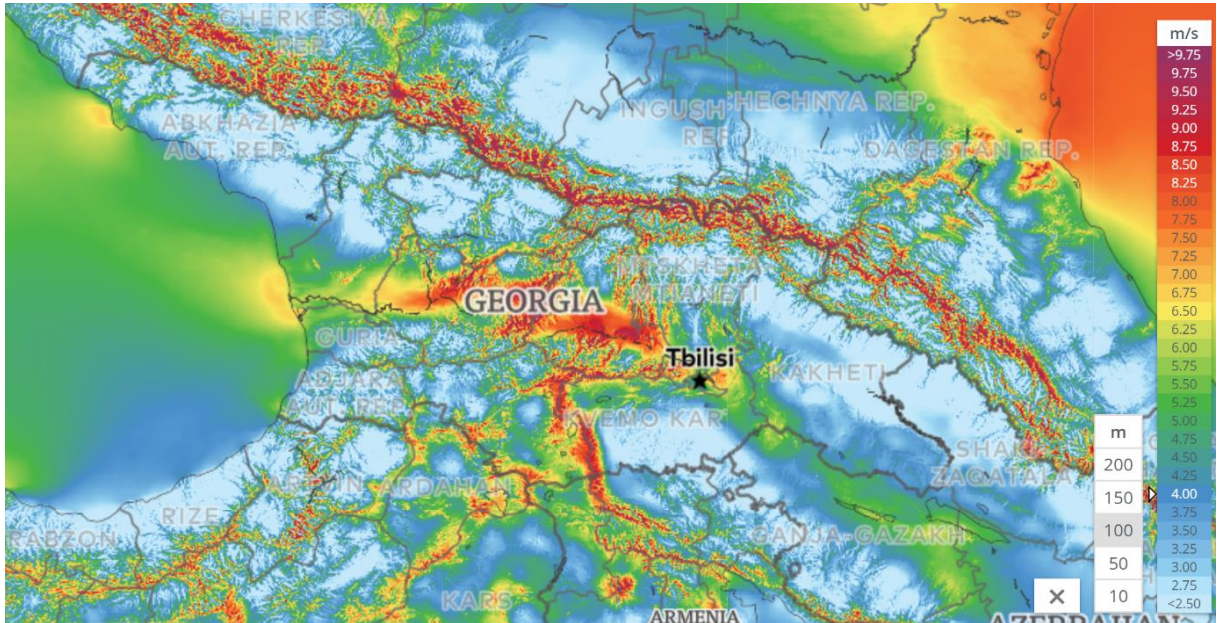 CHERKESIYA
REP.
ABKHAZIA
AUT. REP.
INGUSH
REP
CHECHNYA REP.
DAGESTAN REP.
MTSKHETA
MTIANETI
GEORGIA
GURIA
Tbilisi
ADJARA
AUT. REP.
KAKHETI
KVEMO KAR
SHAKI
ZAQATALA
ARTVIN
ARDAHAN
RIZE
RABZON
GANJA-GAZAKH
KARS
ARMENIA
AZERBAIJAN
m/s
>9.75
9.75
9.50
9.25
9.00
8.75
8.50
8.25
8.00
7.75
7.50
7.25
7.00
6.75
6.50
6.25
6.00
5.75
5.50
5.25
5.00
4.75
4.50
4.25
4.00
3.75
3.50
3.25
3.00
2.75
<2.50
m
200
150
100
50
10